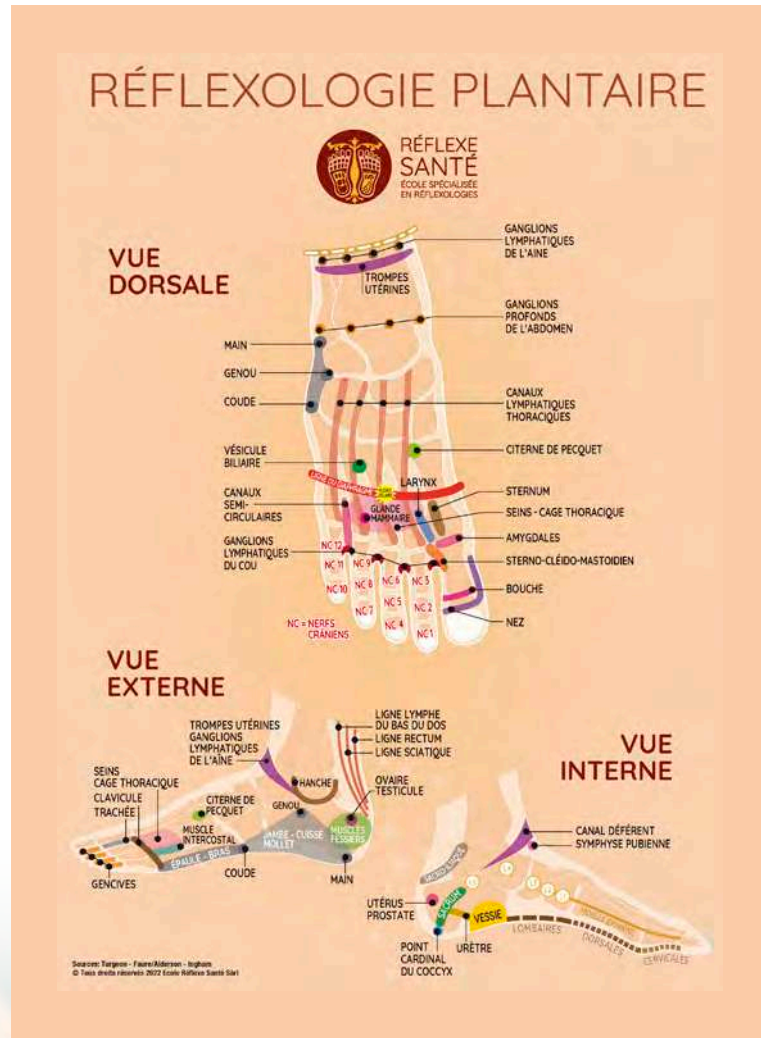 RÉFLEXOLOGIE PLANTAIRE
RÉFLEXE
SANTÉ
ÉCOLE SPÉCIALISÉE
EN RÉFLEXOLOGIES
VUE
DORSALE
GANGLIONS
LYMPHATIQUES
DE L'AINE
TROMPES
UTÉRINES
GANGLIONS
PROFONDS
DE L'ABDOMEN
MAIN
GENOU
COUDE
CANAUX
LYMPHATIQUES
THORACIQUES
VÉSICULE
BILIAIRE
CITERNE DE PECQUET
LIGNE DU DIAPHRAGME
LARYNX
STERNUM
CANAUX
SEMI-
CIRCULAIRES
GLANDE
MAMMAIRE
SEINS - CAGE THORACIQUE
AMYGDALES
GANGLIONS
LYMPHATIQUES
DU COU
STERNO-CLÉIDO-MASTOIDIEN
BOUCHE
NEZ
NC 12
NC 11
NC 10
NC 9
NC 8
NC 7
NC 6
NC 5
NC 4
NC 3
NC 2
NC 1
NC = NERFS
CRÂNIENS
VUE
EXTERNE
TROMPES UTÉRINES
GANGLIONS
LYMPHATIQUES
DE L'AÎNE
LIGNE LYMPHE
DU BAS DU DOS
LIGNE RECTUM
LIGNE SCIATIQUE
SEINS
CAGE THORACIQUE
CLAVICULE
TRACHÉE
CITERNE DE
PECQUET
HANCHE
GENOU
OVAIRE
TESTICULE
MUSCLE
INTERCOSTAL
JAMBE - CUISSE
MOLLET
MUSCLES
FESSIERS
ÉPAULE - BRAS
GENCIVES
COUDE
MAIN
VUE
INTERNE
CANAL DÉFÉRENT
SYMPHYSE PUBIENNE
UTÉRUS
PROSTATE
SACRUM
VESSIE
LOMBAIRES
DORSALES
CERVICALES
POINT
CARDINAL
DU COCCYX
URÈTRE
Sources: Turgeon - Faure/Alderson - Ingham
© Tous droits réservés 2022 Ecole Réflexe Santé Sàrl